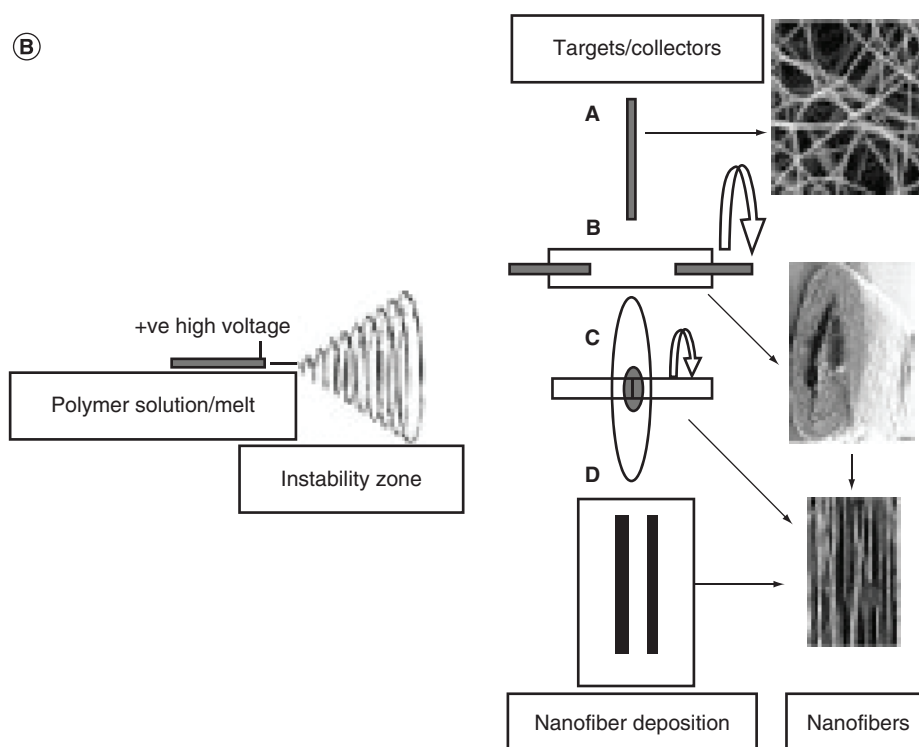 B
Targets/collectors
A
B
+ve high voltage
C
Polymer solution/melt
Instability zone
D
Nanofiber deposition
Nanofibers